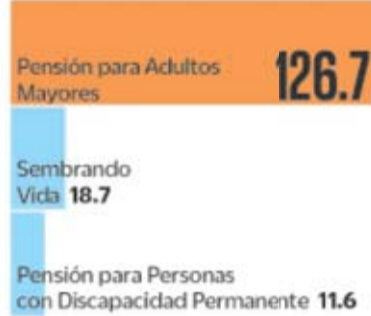 Pensión para Adultos
Mayores 126.7
Sembrando
Vida 18.7
Pensión para Personas
con Discapacidad Permanente 11.6